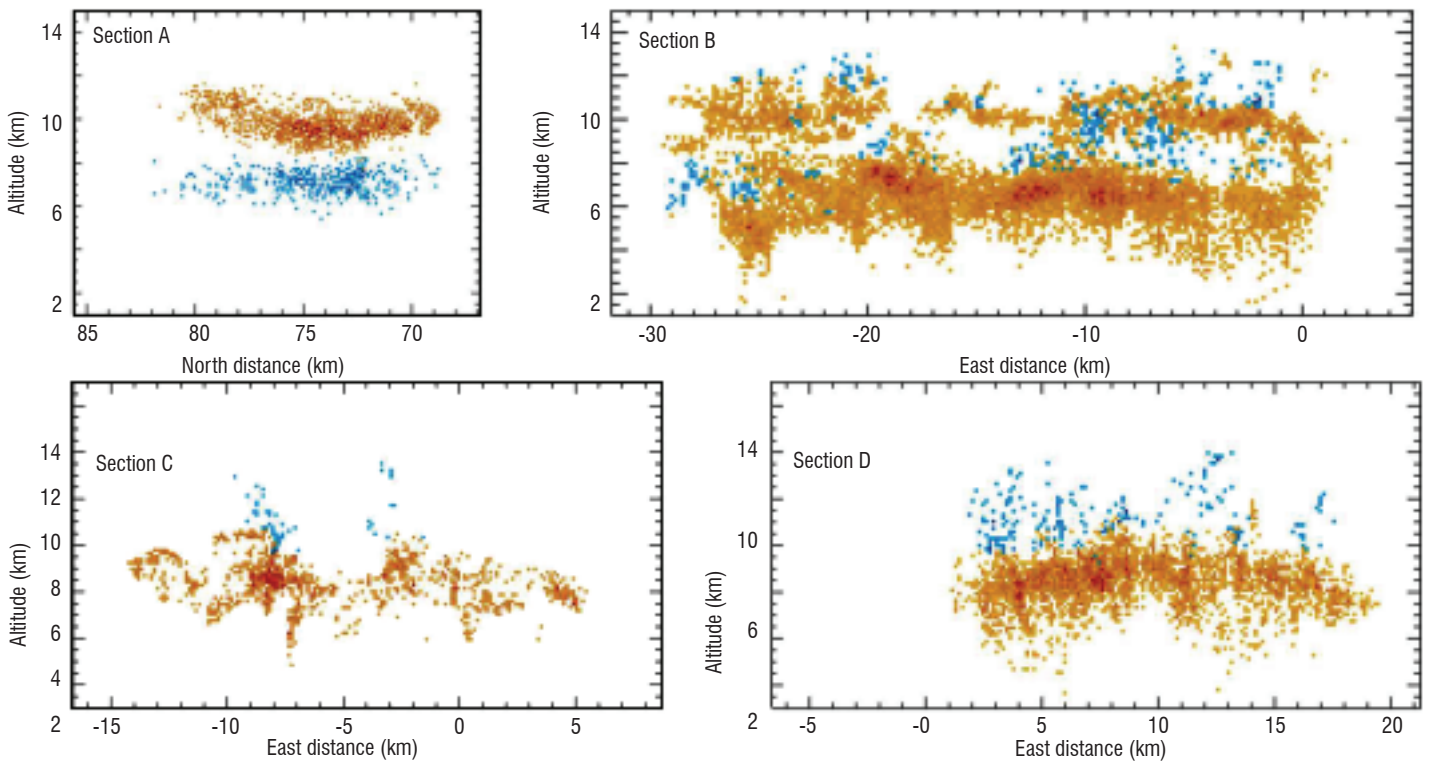 Section A
14
10
6
2
Altitude (km)
85 80 75 70
North distance (km)
Section B
14
10
6
2
Altitude (km)
-30 -20 -10 0
East distance (km)
Section C
14
12
10
8
6
4
2
Altitude (km)
-15 -10 -5 0 5
East distance (km)
Section D
14
10
6
2
Altitude (km)
-5 -0 5 10 15 20
East distance (km)